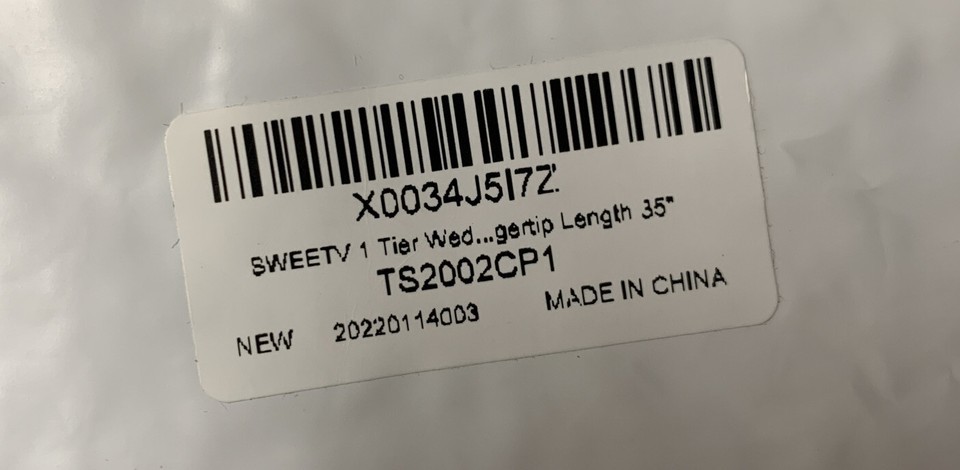 X0034J5I7Z
SWEETV 1 Tier Wed...gertip Length 35"
TS2002CP1
NEW 20220114003 MADE IN CHINA